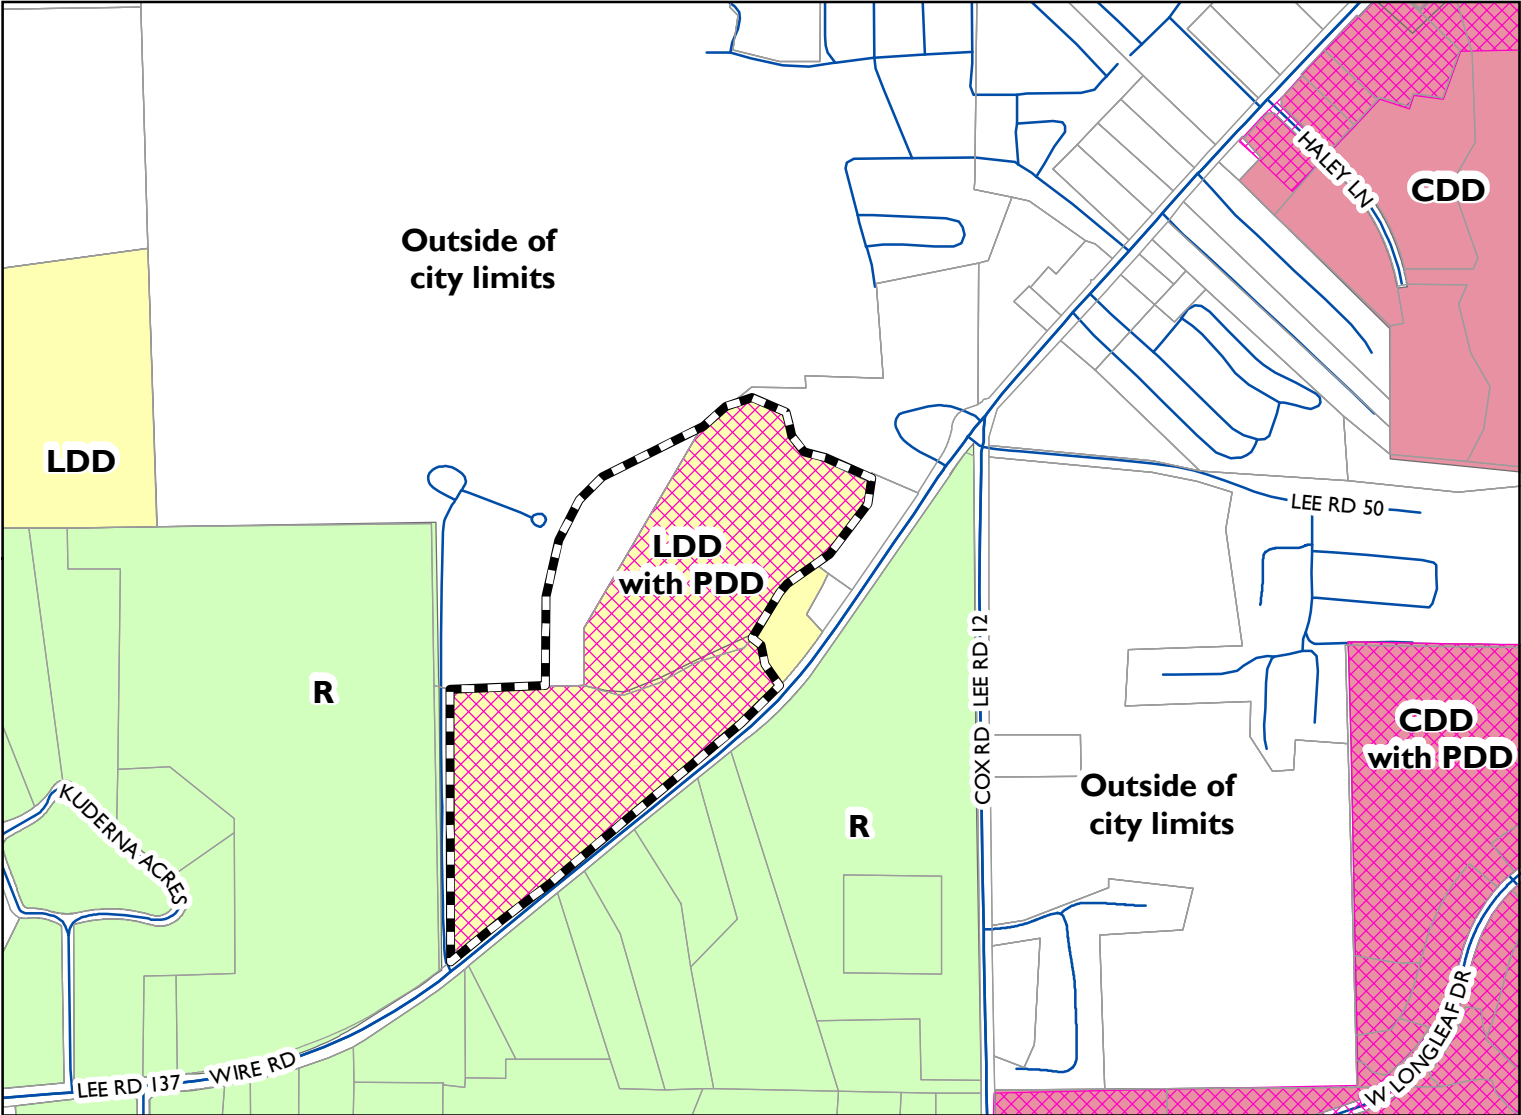 HALEY LN
CDD
Outside of
city limits
LDD
LEE RD 50
LDD
with PDD
COX RD
LEE RD 12
R
CDD
with PDD
Outside of
city limits
R
KUDERNA ACRES
W LONGLEAF DR
WIRE RD
LEE RD 137